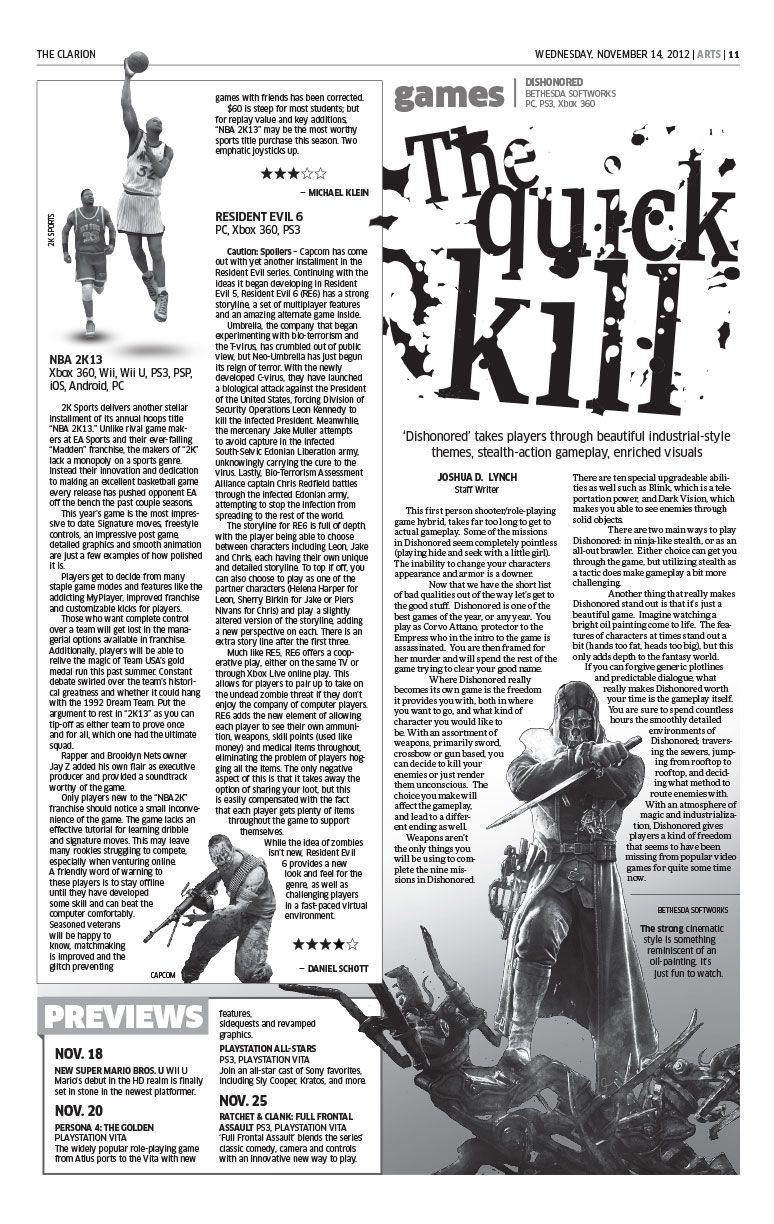 THE CLARION
WEDNESDAY, NOVEMBER 14, 2012 | ARTS | 11
32
2K SPORTS
NBA 2K13
Xbox 360, Wii, Wii U, PS3, PSP,
iOS, Android, PC
2K Sports delivers another stellar
installment of its annual hoops title
“NBA 2K13.” Unlike rival game mak-
ers at EA Sports and their ever-failing
“Madden” franchise, the makers of “2K”
lack a monopoly on a sports genre.
Instead their innovation and dedication
to making an excellent basketball game
every release has pushed opponent EA
off the bench the past couple seasons.
This year’s game is the most impres-
sive to date. Signature moves, freestyle
controls, an impressive post game,
detailed graphics and smooth animation
are just a few examples of how polished
it is.
Players get to decide from many
staple game modes and features like the
addicting MyPlayer, improved franchise
and customizable kicks for players.
Those who want complete control
over a team will get lost in the mana-
gerial options available in franchise.
Additionally, players will be able to
relive the magic of Team USA’s gold
medal run this past summer. Constant
debate swirled over the team’s histori-
cal greatness and whether it could hang
with the 1992 Dream Team. Put the
argument to rest in “2K13” as you can
tip-off as either team to prove once
and for all, which one had the ultimate
squad.
Rapper and Brooklyn Nets owner
Jay Z added his own flair as executive
producer and provided a soundtrack
worthy of the game.
Only players new to the “NBA2K”
franchise should notice a small inconve-
nience of the game. The game lacks an
effective tutorial for learning dribble
and signature moves. This may leave
many rookies struggling to compete,
especially when venturing online.
A friendly word of warning to
these players is to stay offline
until they have developed
some skill and can beat the
computer comfortably.
Seasoned veterans
will be happy to
know, matchmaking
is improved and the
glitch preventing
games with friends has been corrected.
$60 is steep for most students; but
for replay value and key additions,
“NBA 2K13” may be the most worthy
sports title purchase this season. Two
emphatic joysticks up.
★★★☆☆
– MICHAEL KLEIN
RESIDENT EVIL 6
PC, Xbox 360, PS3
Caution: Spoilers – Capcom has come
out with yet another installment in the
Resident Evil series. Continuing with the
ideas it began developing in Resident
Evil 5, Resident Evil 6 (RE6) has a strong
storyline, a set of multiplayer features
and an amazing alternate game inside.
Umbrella, the company that began
experimenting with bio-terrorism and
the T-virus, has crumbled out of public
view, but Neo-Umbrella has just begun
its reign of terror. With the newly
developed C-virus, they have launched
a biological attack against the President
of the United States, forcing Division of
Security Operations Leon Kennedy to
kill the infected President. Meanwhile,
the mercenary Jake Muller attempts
to avoid capture in the infected
South-Selvic Edonian Liberation army,
unknowingly carrying the cure to the
virus. Lastly, Bio-Terrorism Assessment
Alliance captain Chris Redfield battles
through the infected Edonian army,
attempting to stop the infection from
spreading to the rest of the world.
The storyline for RE6 is full of depth,
with the player being able to choose
between characters including Leon, Jake
and Chris, each having their own unique
and detailed storyline. To top if off, you
can also choose to play as one of the
partner characters (Helena Harper for
Leon, Sherry Birkin for Jake or Piers
Nivans for Chris) and play a slightly
altered version of the storyline, adding
a new perspective on each. There is an
extra story line after the first three.
Much like RE5, RE6 offers a coop-
erative play, either on the same TV or
through Xbox Live online play. This
allows for players to pair up to take on
the undead zombie threat if they don’t
enjoy the company of computer players.
RE6 adds the new element of allowing
each player to see their own ammuni-
tion, weapons, skill points (used like
money) and medical items throughout,
eliminating the problem of players hog-
ging all the items. The only negative
aspect of this is that it takes away the
option of sharing your loot, but this
is easily compensated with the fact
that each player gets plenty of items
throughout the game to support
themselves.
While the idea of zombies
isn’t new, Resident Evil
6 provides a new
look and feel for the
genre, as well as
challenging players
in a fast-paced virtual
environment.
★★★★☆
– DANIEL SCHOTT
CAPCOM
games
DISHONORED
BETHESDA SOFTWORKS
PC, PS3, Xbox 360
The
quick
kill
‘Dishonored’ takes players through beautiful industrial-style
themes, stealth-action gameplay, enriched visuals
JOSHUA D. LYNCH
Staff Writer
This first person shooter/role-playing
game hybrid, takes far too long to get to
actual gameplay. Some of the missions
in Dishonored seem completely pointless
(playing hide and seek with a little girl).
The inability to change your characters
appearance and armor is a downer.
Now that we have the short list
of bad qualities out of the way let’s get to
the good stuff. Dishonored is one of the
best games of the year, or any year. You
play as Corvo Attano, protector to the
Empress who in the intro to the game is
assassinated. You are then framed for
her murder and will spend the rest of the
game trying to clear your good name.
Where Dishonored really
becomes its own game is the freedom
it provides you with, both in where
you want to go, and what kind of
character you would like to
be. With an assortment of
weapons, primarily sword,
crossbow or gun based, you
can decide to kill your
enemies or just render
them unconscious. The
choice you make will
affect the gameplay,
and lead to a differ-
ent ending as well.
Weapons aren’t
the only things you
will be using to com-
plete the nine mis-
sions in Dishonored.
There are ten special upgradeable abili-
ties as well such as Blink, which is a tele-
portation power, and Dark Vision, which
makes you able to see enemies through
solid objects.
There are two main ways to play
Dishonored: in ninja-like stealth, or as an
all-out brawler. Either choice can get you
through the game, but utilizing stealth as
a tactic does make gameplay a bit more
challenging.
Another thing that really makes
Dishonored stand out is that it’s just a
beautiful game. Imagine watching a
bright oil painting come to life. The fea-
tures of characters at times stand out a
bit (hands too fat, heads too big), but this
only adds depth to the fantasy world.
If you can forgive generic plotlines
and predictable dialogue, what
really makes Dishonored worth
your time is the gameplay itself.
You are sure to spend countless
hours the smoothly detailed
environments of
Dishonored; travers-
ing the sewers, jump-
ing from rooftop to
rooftop, and decid-
ing what method to
route enemies with.
With an atmosphere of
magic and industrializa-
tion, Dishonored gives
players a kind of freedom
that seems to have been
missing from popular video
games for quite some time
now.
BETHESDA SOFTWORKS
The strong cinematic
style is something
reminiscent of an
oil-painting. It’s
just fun to watch.
PREVIEWS
NOV. 18
NEW SUPER MARIO BROS. U WII U
Mario’s debut in the HD realm is finally
set in stone in the newest platformer.
NOV. 20
PERSONA 4: THE GOLDEN
PLAYSTATION VITA
The widely popular role-playing game
from Atlus ports to the Vita with new
features,
sidequests and revamped
graphics.
PLAYSTATION ALL-STARS
PS3, PLAYSTATION VITA
Join an all-star cast of Sony favorites,
including Sly Cooper, Kratos, and more.
NOV. 25
RATCHET & CLANK: FULL FRONTAL
ASSAULT PS3, PLAYSTATION VITA
‘Full Frontal Assault’ blends the series’
classic comedy, camera and controls
with an innovative new way to play.